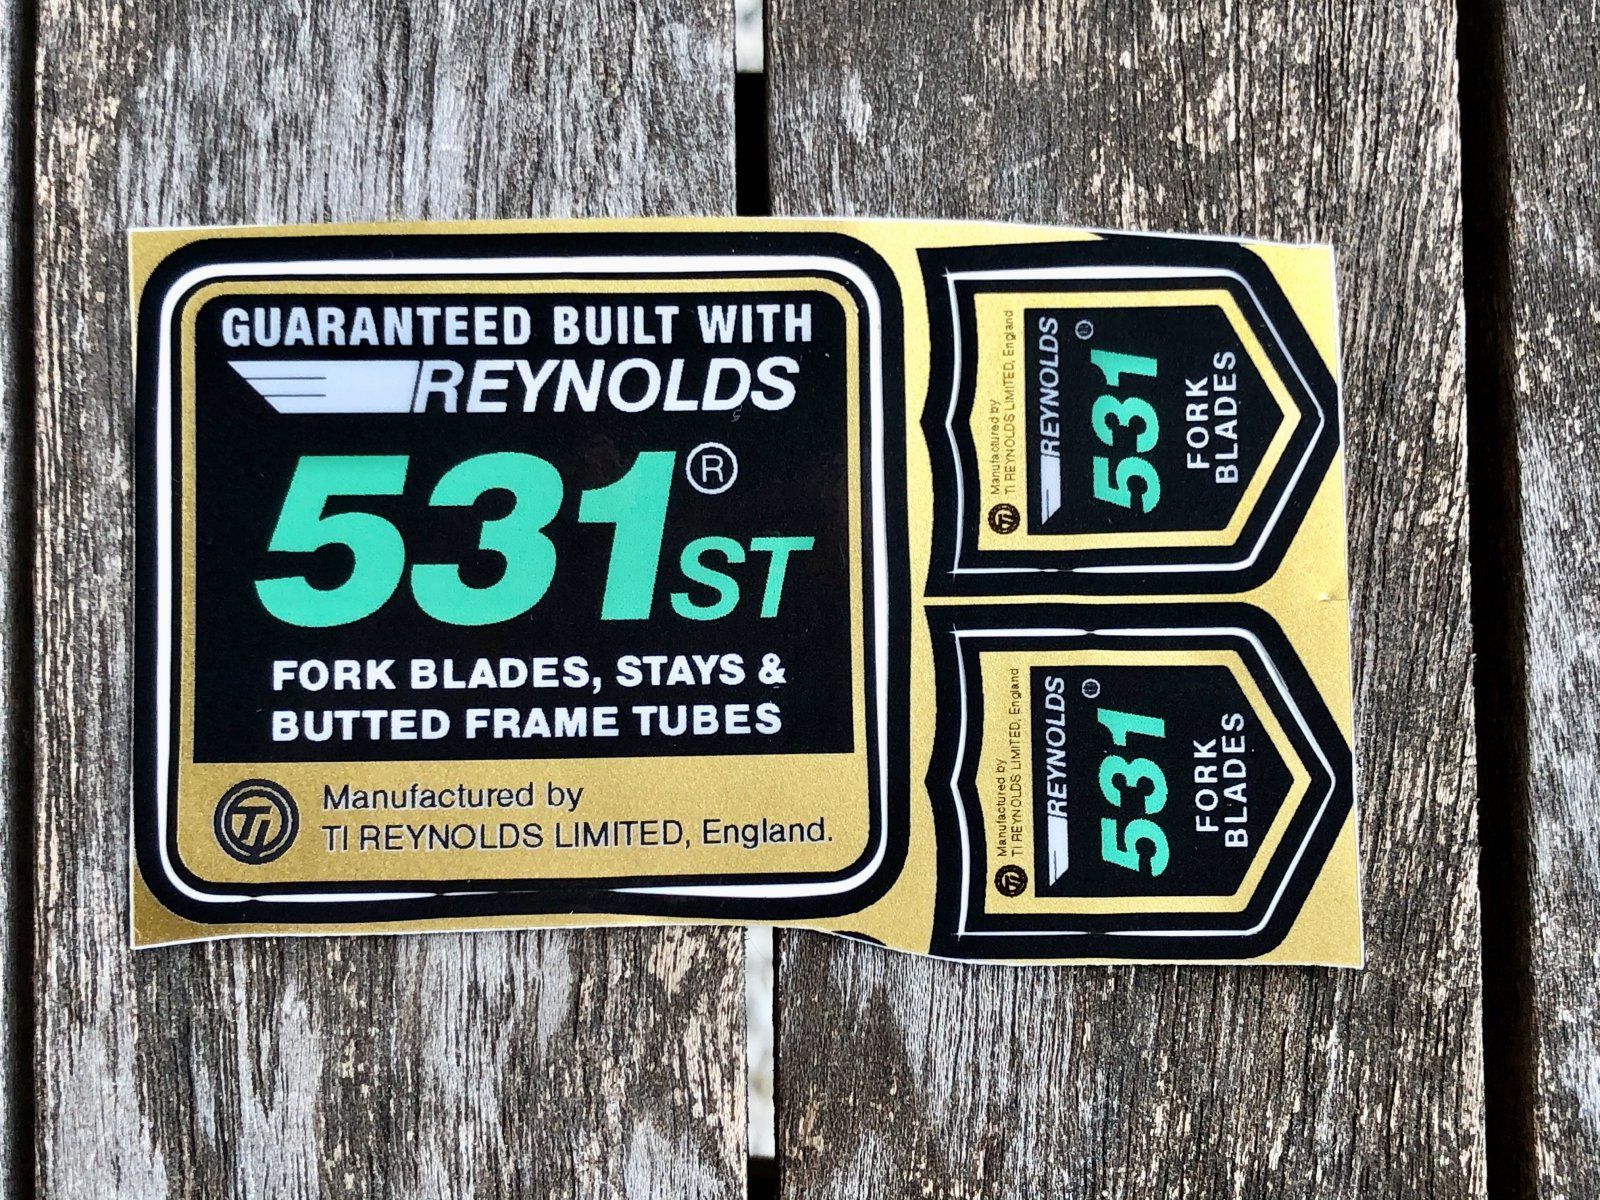 GUARANTEED BUILT WITH
REYNOLDS
531®
ST
FORK BLADES, STAYS &
BUTTED FRAME TUBES
TI
Manufactured by
TI REYNOLDS LIMITED, England.
TI
Manufactured by
TI REYNOLDS LIMITED, England
REYNOLDS
531®
FORK
BLADES
TI
Manufactured by
TI REYNOLDS LIMITED, England
REYNOLDS
531®
FORK
BLADES